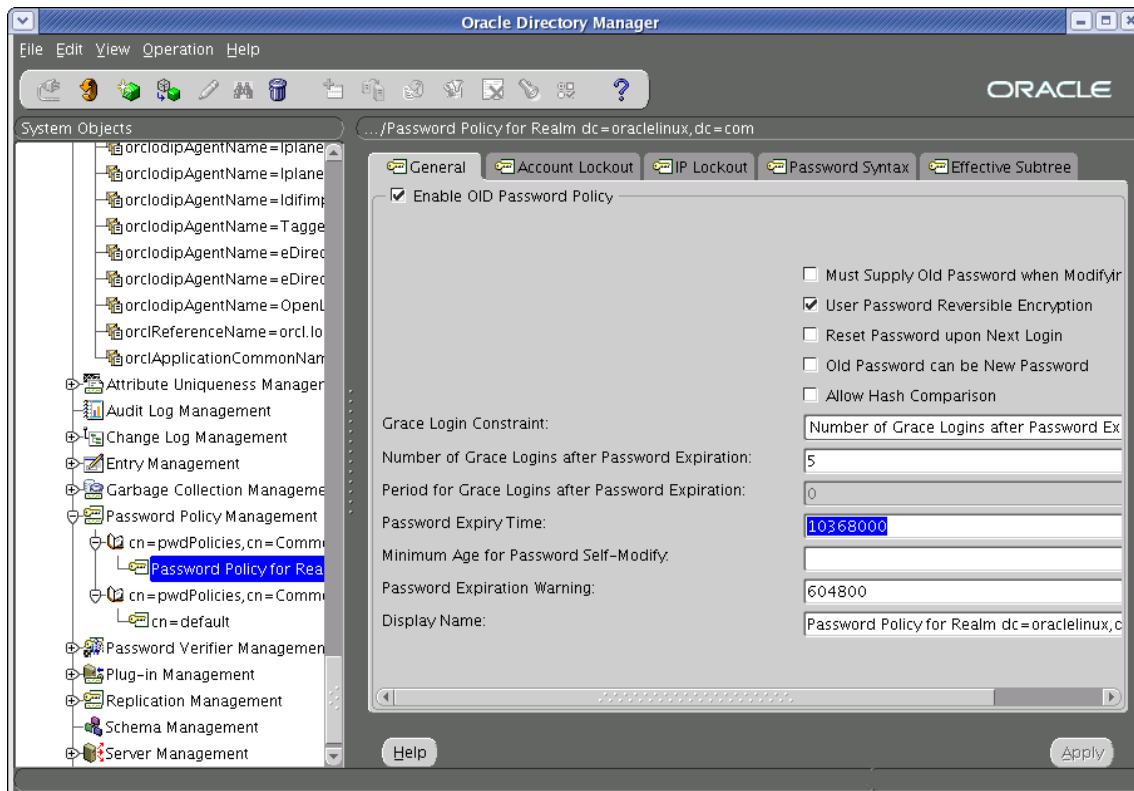 Oracle Directory Manager
File Edit View Operation Help
ORACLE
System Objects
.../Password Policy for Realm dc=oraclelinux,dc=com
orclodipAgentName=Iplane
orclodipAgentName=Iplane
orclodipAgentName=ldifimp
orclodipAgentName=Tagge
orclodipAgentName=eDirec
orclodipAgentName=eDirec
orclodipAgentName=OpenL
orclReferenceName=orcl.lo
orclApplicationCommonNam
Attribute Uniqueness Manager
Audit Log Management
Change Log Management
Entry Management
Garbage Collection Manageme
Password Policy Management
cn=pwdPolicies,cn=Commo
Password Policy for Rea
cn=pwdPolicies,cn=Commo
cn=default
Password Verifier Managemen
Plug-in Management
Replication Management
Schema Management
Server Management
General Account Lockout IP Lockout Password Syntax Effective Subtree
Enable OID Password Policy
Must Supply Old Password when Modifyin
User Password Reversible Encryption
Reset Password upon Next Login
Old Password can be New Password
Allow Hash Comparison
Grace Login Constraint: Number of Grace Logins after Password Ex
Number of Grace Logins after Password Expiration: 5
Period for Grace Logins after Password Expiration: 0
Password Expiry Time: 10368000
Minimum Age for Password Self-Modify:
Password Expiration Warning: 604800
Display Name: Password Policy for Realm dc=oraclelinux,c
Help Apply